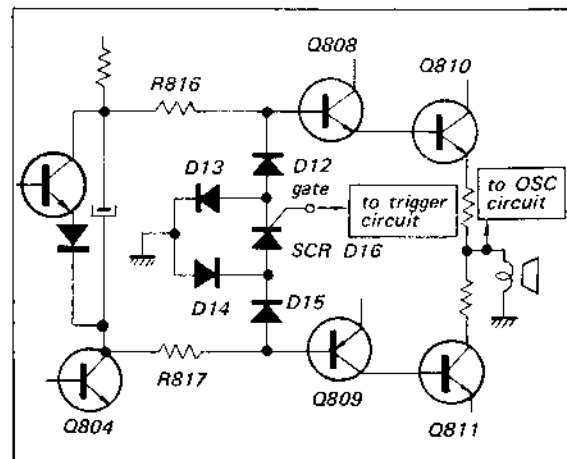 Q808
Q810
R816
D13
D12
gate
to trigger
circuit
to OSC
circuit
SCR D16
D14
D15
R817
Q804
Q809
Q811